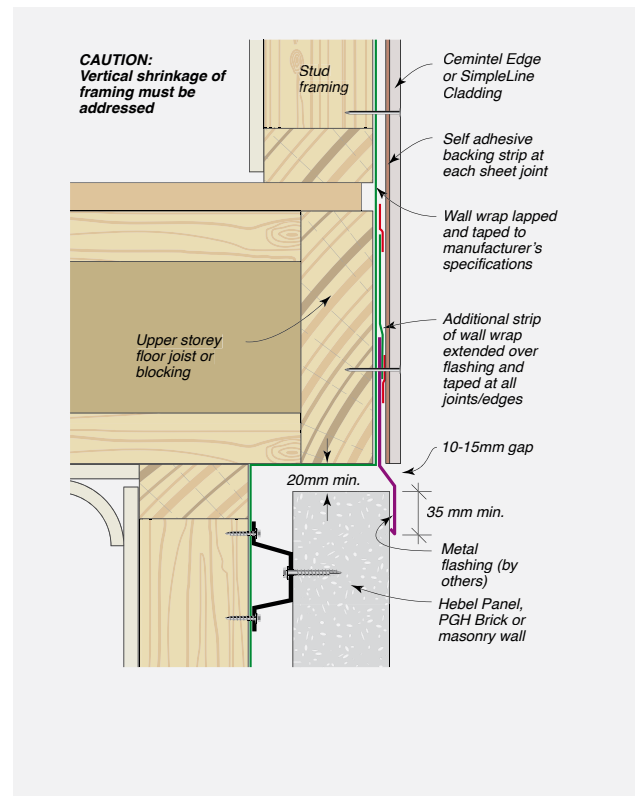 CAUTION:
Vertical shrinkage of
framing must be
addressed
Stud
framing
Cemintel Edge
or SimpleLine
Cladding
Self adhesive
backing strip at
each sheet joint
Wall wrap lapped
and taped to
manufacturer’s
specifications
Additional strip
of wall wrap
extended over
flashing and
taped at all
joints/edges
Upper storey
floor joist or
blocking
10-15mm gap
20mm min.
35 mm min.
Metal
flashing (by
others)
Hebel Panel,
PGH Brick or
masonry wall